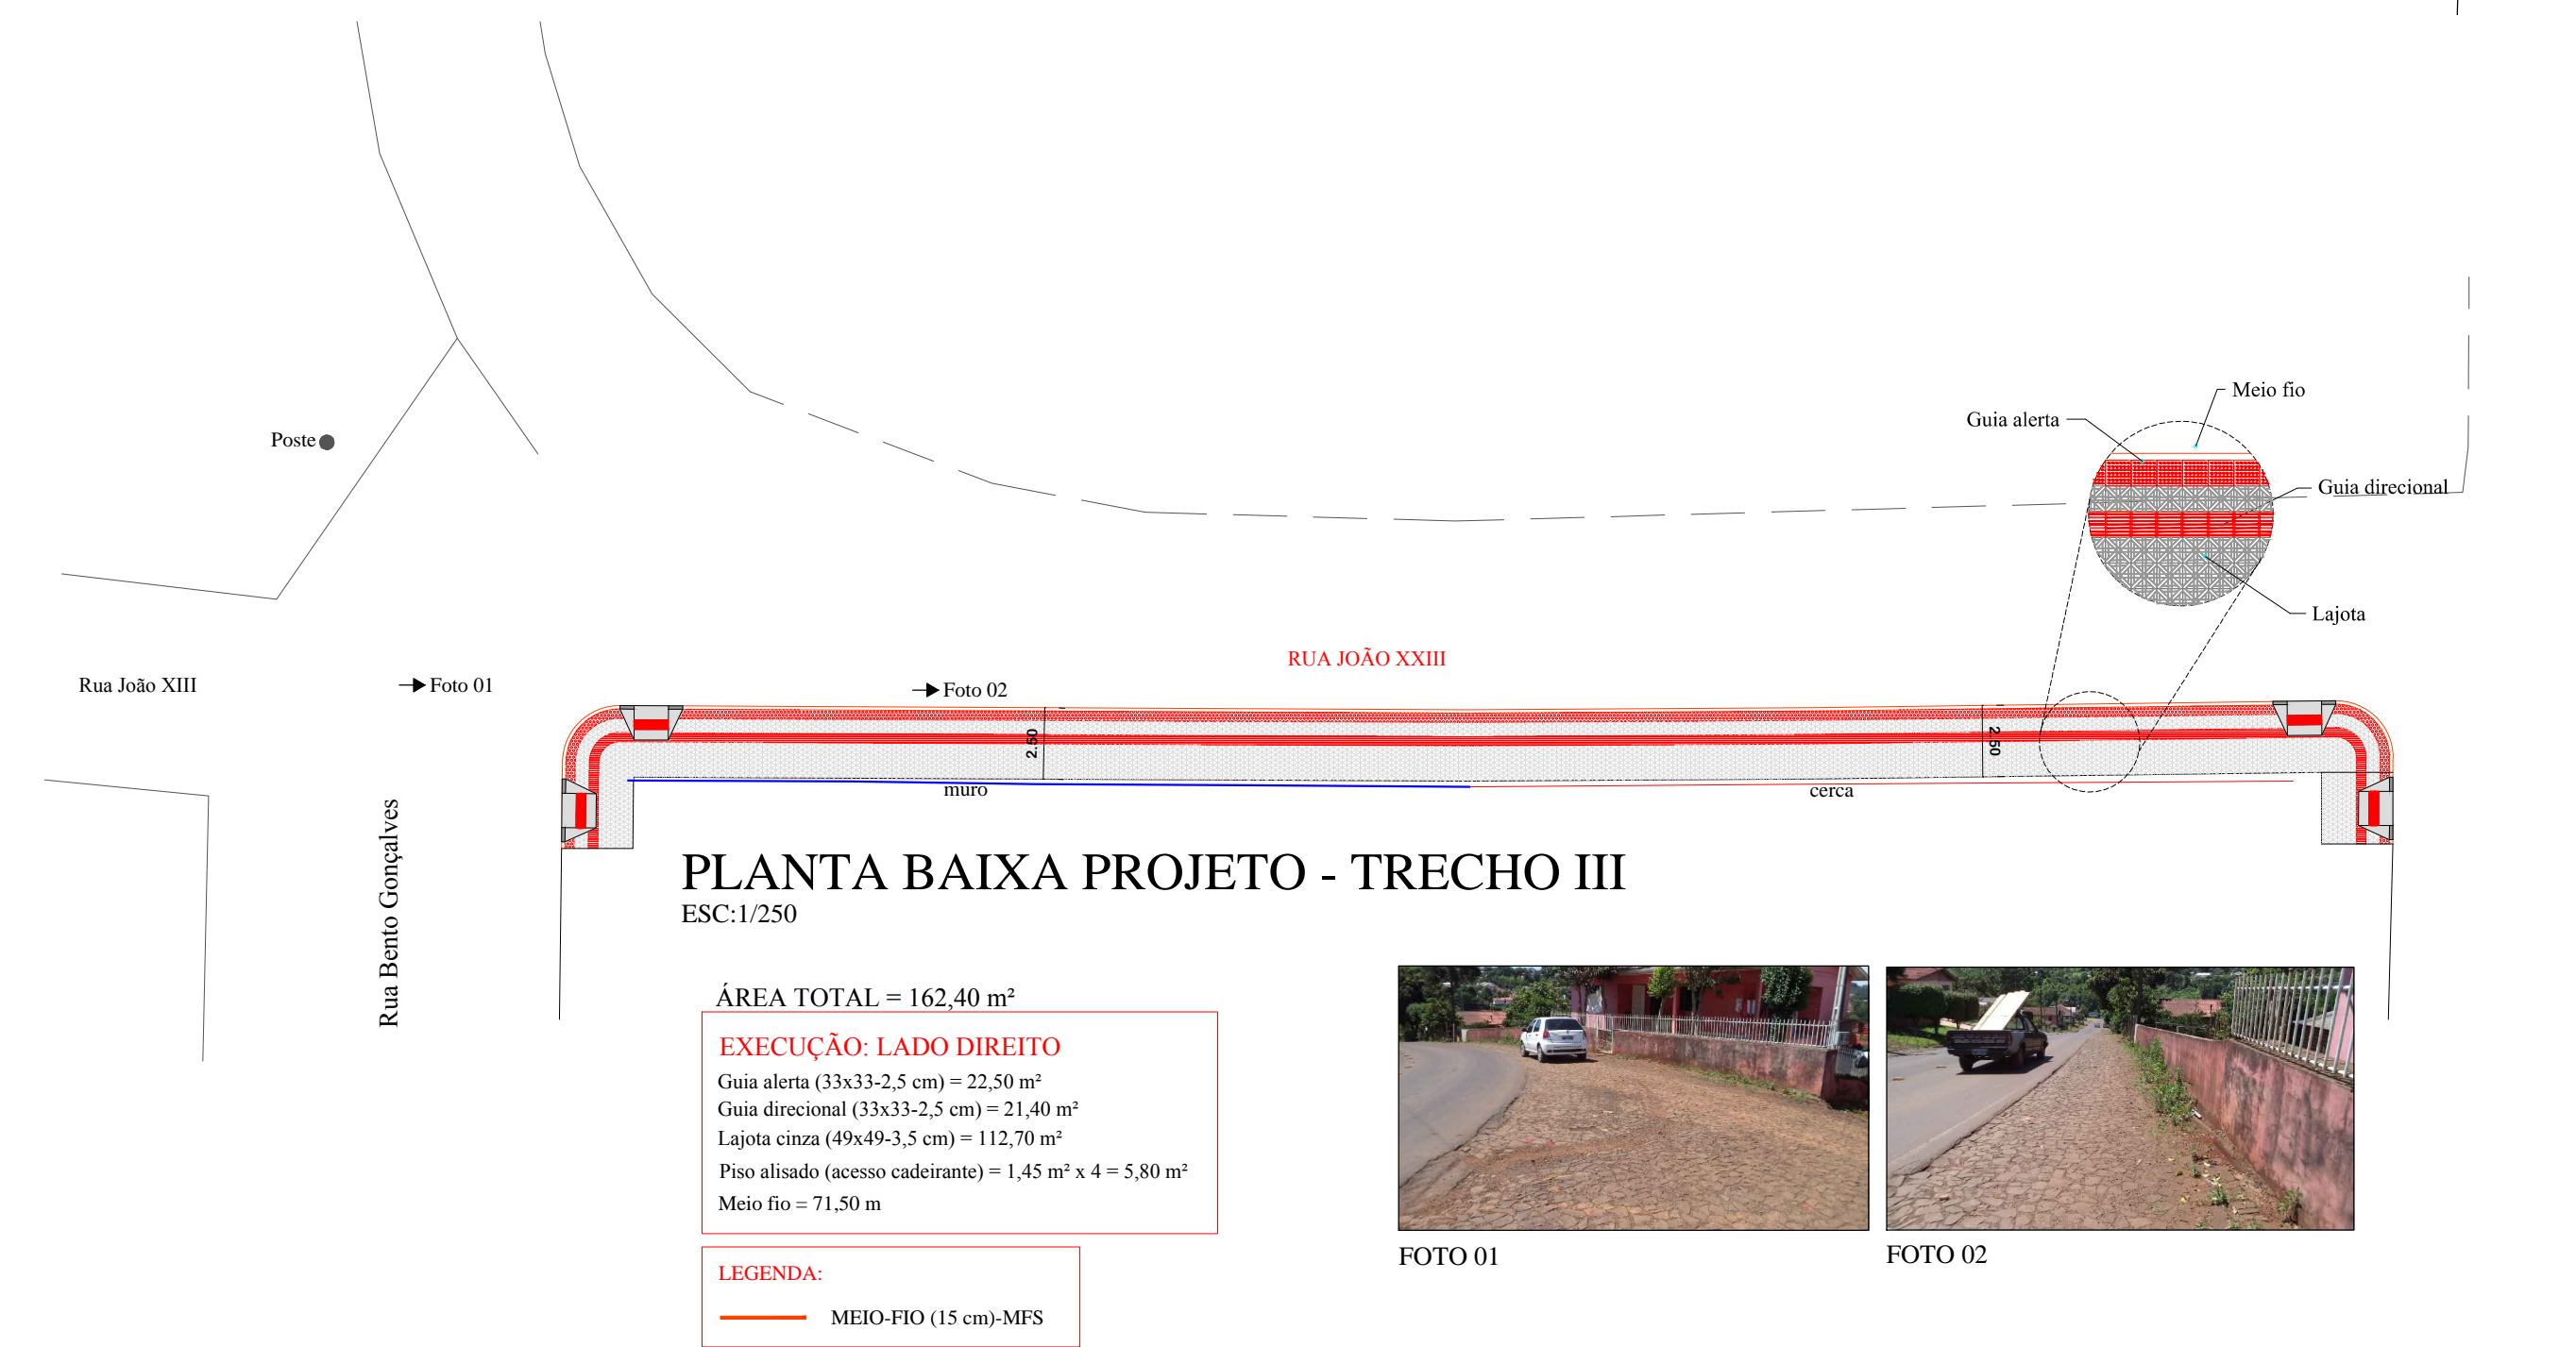 Meio fio
Guia alerta
Poste
Guia direcional
Lajota
RUA JOÃO XXIII
Rua João XIII
Foto 01
Foto 02
2.50
2.50
muro
cerca
Rua Bento Gonçalves
PLANTA BAIXA PROJETO - TRECHO III
ESC:1/250
ÁREA TOTAL = 162,40 m²
EXECUÇÃO: LADO DIREITO
Guia alerta (33x33-2,5 cm) = 22,50 m²
Guia direcional (33x33-2,5 cm) = 21,40 m²
Lajota cinza (49x49-3,5 cm) = 112,70 m²
Piso alisado (acesso cadeirante) = 1,45 m² x 4 = 5,80 m²
Meio fio = 71,50 m
FOTO 01
FOTO 02
LEGENDA:
MEIO-FIO (15 cm)-MFS